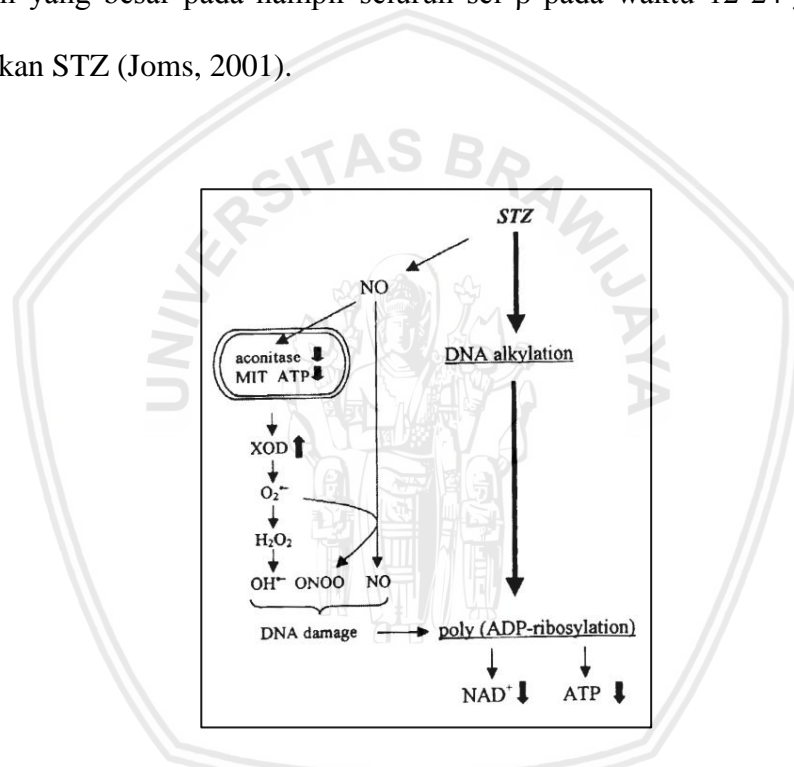 yang besar pada hampir seluruh sel β pada waktu 12-24
kan STZ (Joms, 2001).
UNIVERSITAS BRAWIJAYA
STZ
NO
aconitase
MIT ATP
DNA alkylation
XOD
O₂•-
H₂O₂
OH•- ONOO NO
DNA damage
poly (ADP-ribosylation)
NAD⁺ ATP